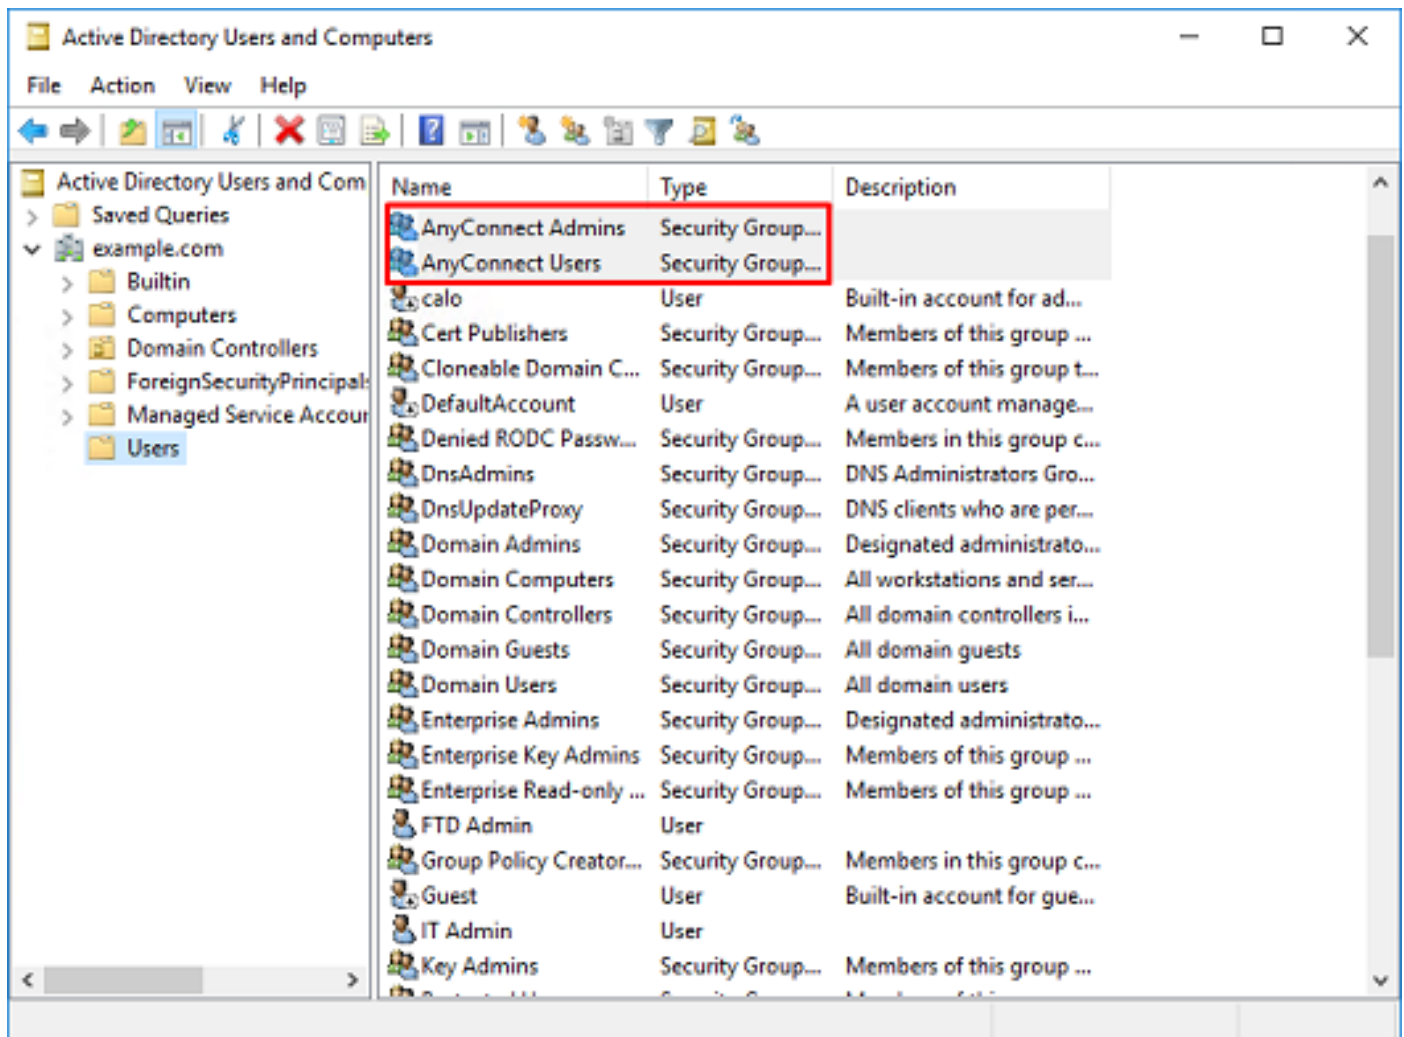 Active Directory Users and Computers
File Action View Help
Active Directory Users and Com
Saved Queries
example.com
Builtin
Computers
Domain Controllers
ForeignSecurityPrincipals
Managed Service Accour
Users
Name Type Description
AnyConnect Admins Security Group...
AnyConnect Users Security Group...
calo User Built-in account for ad...
Cert Publishers Security Group... Members of this group ...
Cloneable Domain C... Security Group... Members of this group t...
DefaultAccount User A user account manage...
Denied RODC Passw... Security Group... Members in this group c...
DnsAdmins Security Group... DNS Administrators Gro...
DnsUpdateProxy Security Group... DNS clients who are per...
Domain Admins Security Group... Designated administrato...
Domain Computers Security Group... All workstations and ser...
Domain Controllers Security Group... All domain controllers i...
Domain Guests Security Group... All domain guests
Domain Users Security Group... All domain users
Enterprise Admins Security Group... Designated administrato...
Enterprise Key Admins Security Group... Members of this group ...
Enterprise Read-only ... Security Group... Members of this group ...
FTD Admin User
Group Policy Creator... Security Group... Members in this group c...
Guest User Built-in account for gue...
IT Admin User
Key Admins Security Group... Members of this group ...